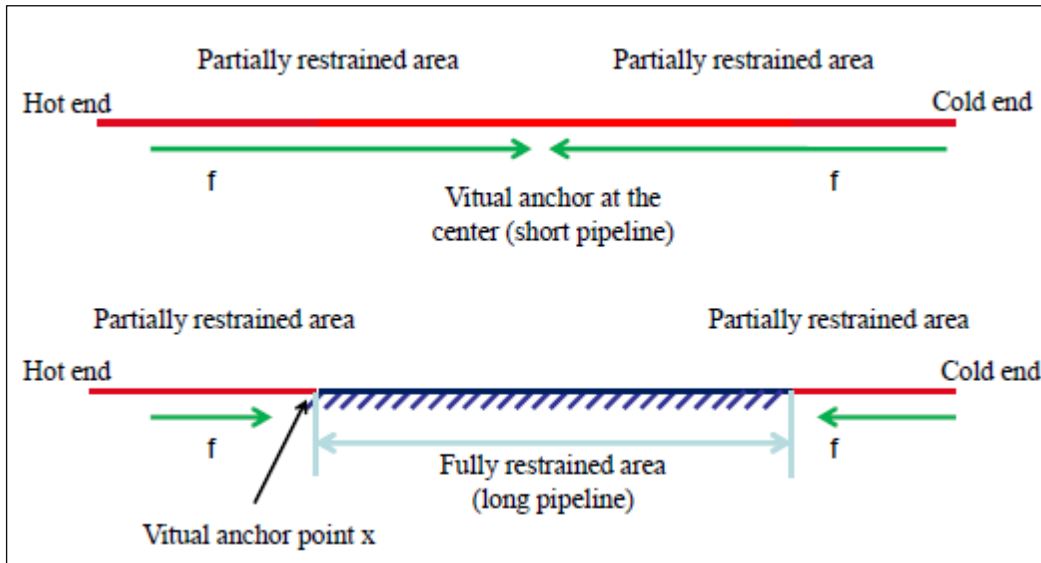 Partially restrained area
Partially restrained area
Hot end
Cold end
f
f
Vitual anchor at the
center (short pipeline)
Partially restrained area
Partially restrained area
Hot end
Cold end
f
f
Fully restrained area
(long pipeline)
Vitual anchor point x